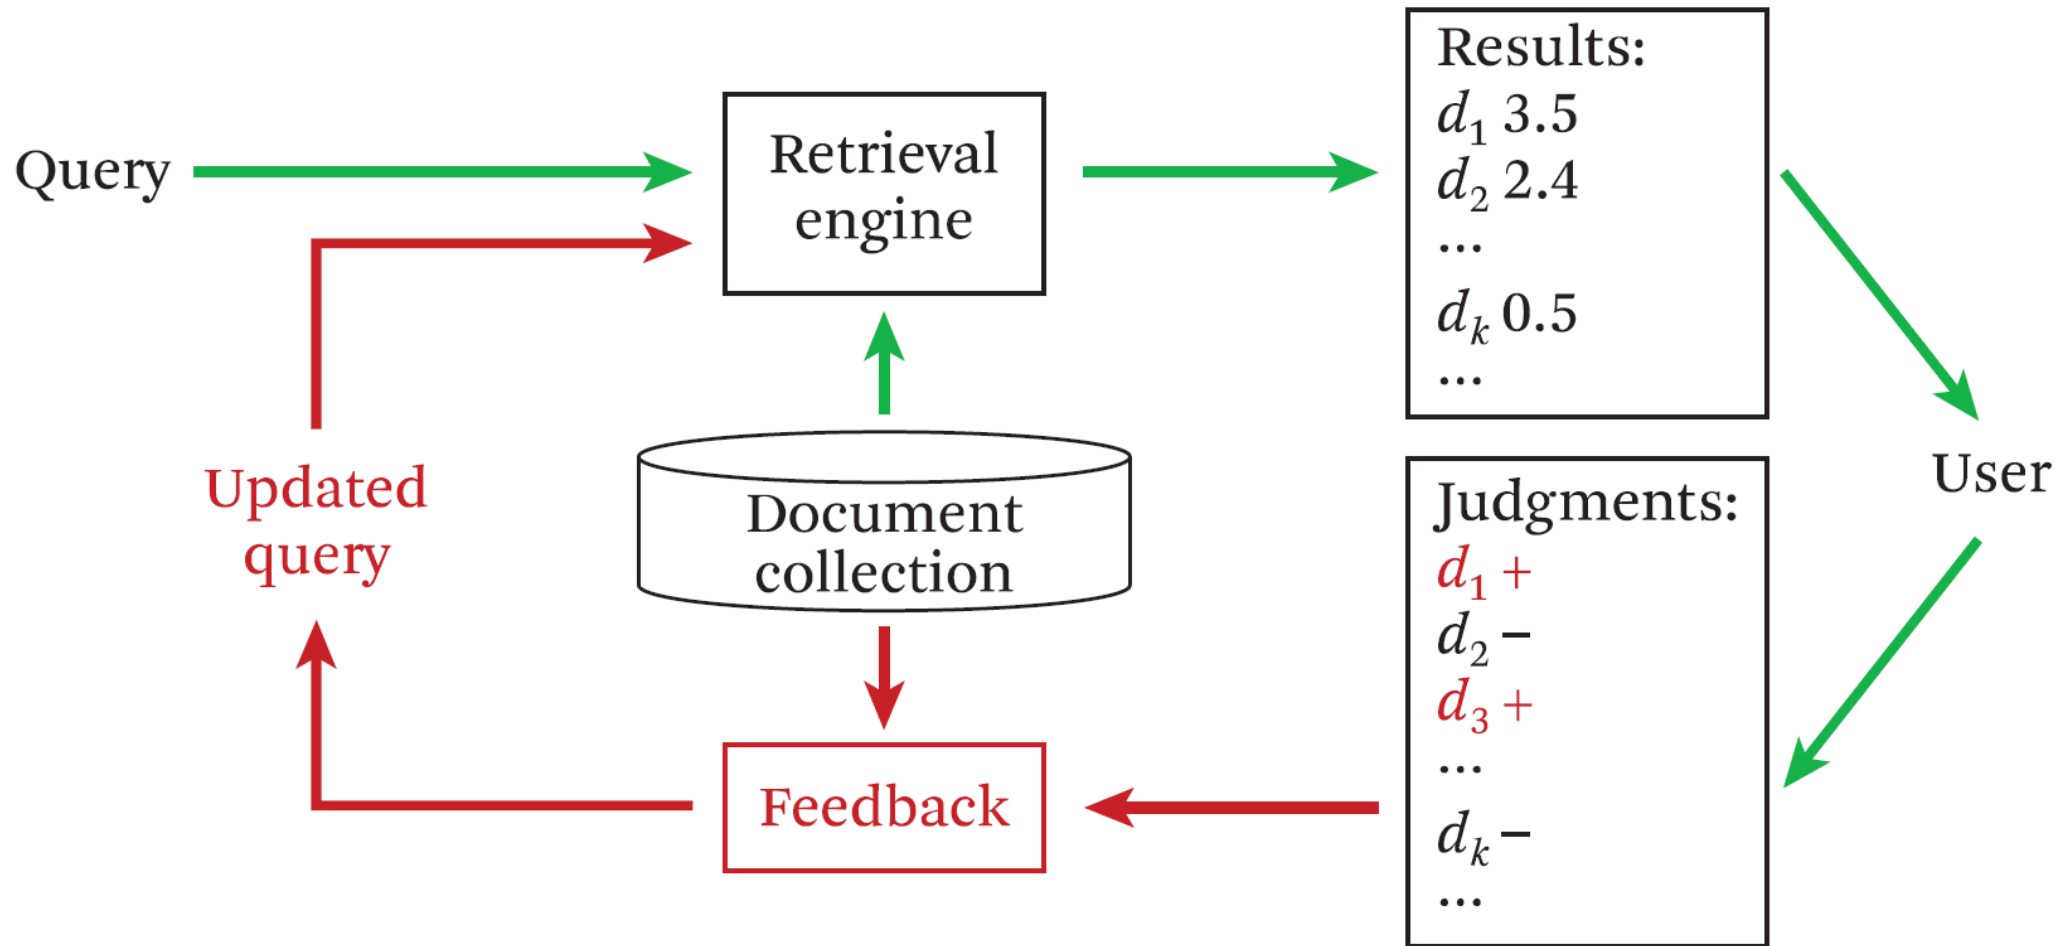 Query
Retrieval
engine
Results:
d₁ 3.5
d₂ 2.4
...
dₖ 0.5
...
User
Updated
query
Document
collection
Judgments:
d₁ +
d₂ –
d₃ +
...
dₖ –
...
Feedback